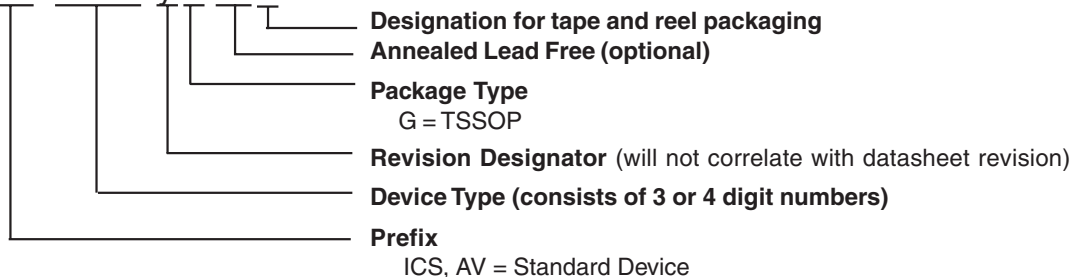 Designation for tape and reel packaging
Annealed Lead Free (optional)
Package Type
G = TSSOP
Revision Designator (will not correlate with datasheet revision)
Device Type (consists of 3 or 4 digit numbers)
Prefix
ICS, AV = Standard Device